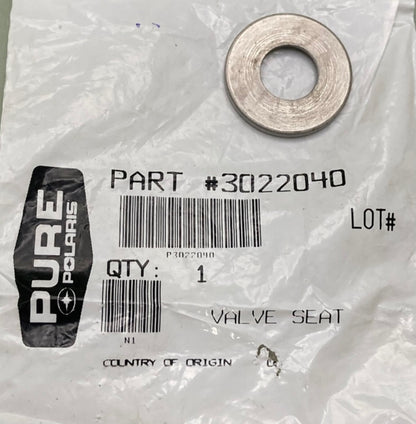 PURE
POLARIS
PART #3022040
P3022040
LOT#
QTY: 1
N1
VALVE SEAT
COUNTRY OF ORIGIN